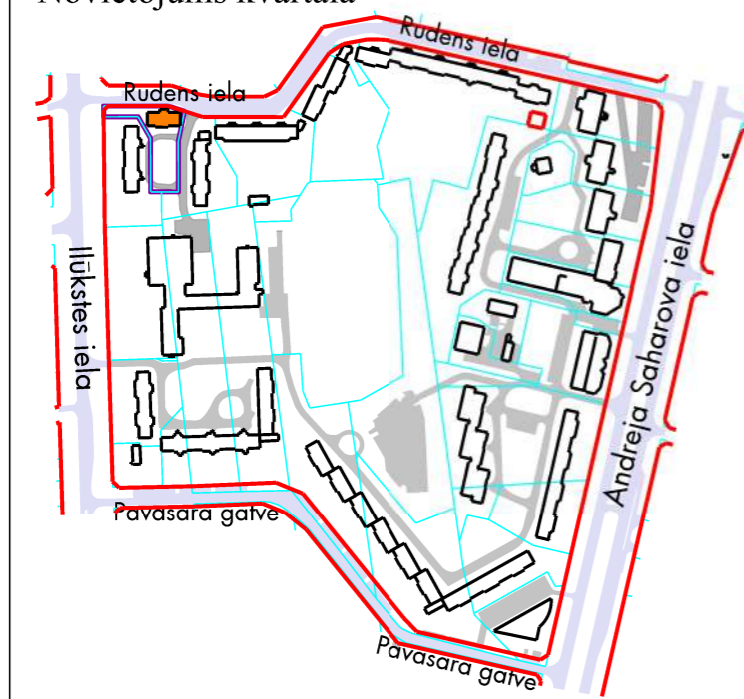 Novietojums kvartālā
Rudens iela
Rudens iela
Ilūkstes iela
Andreja Saharova iela
Pavasara gatve
Pavasara gatve